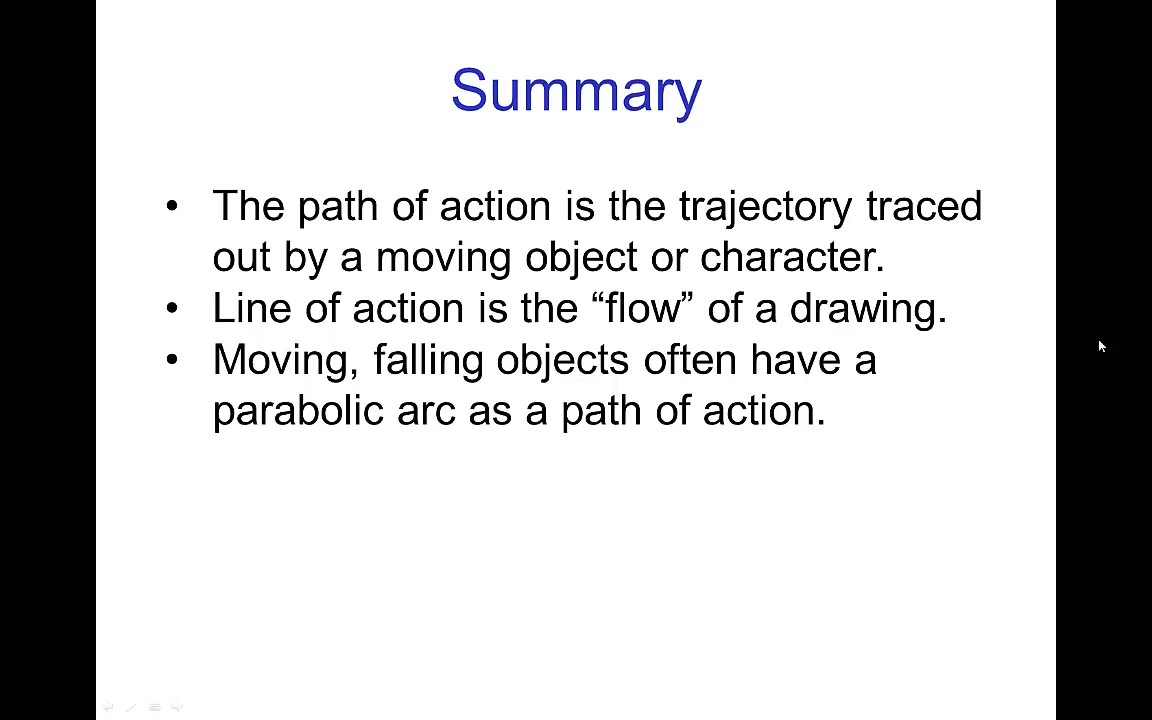 Summary
• The path of action is the trajectory traced
out by a moving object or character.
• Line of action is the “flow” of a drawing.
• Moving, falling objects often have a
parabolic arc as a path of action.